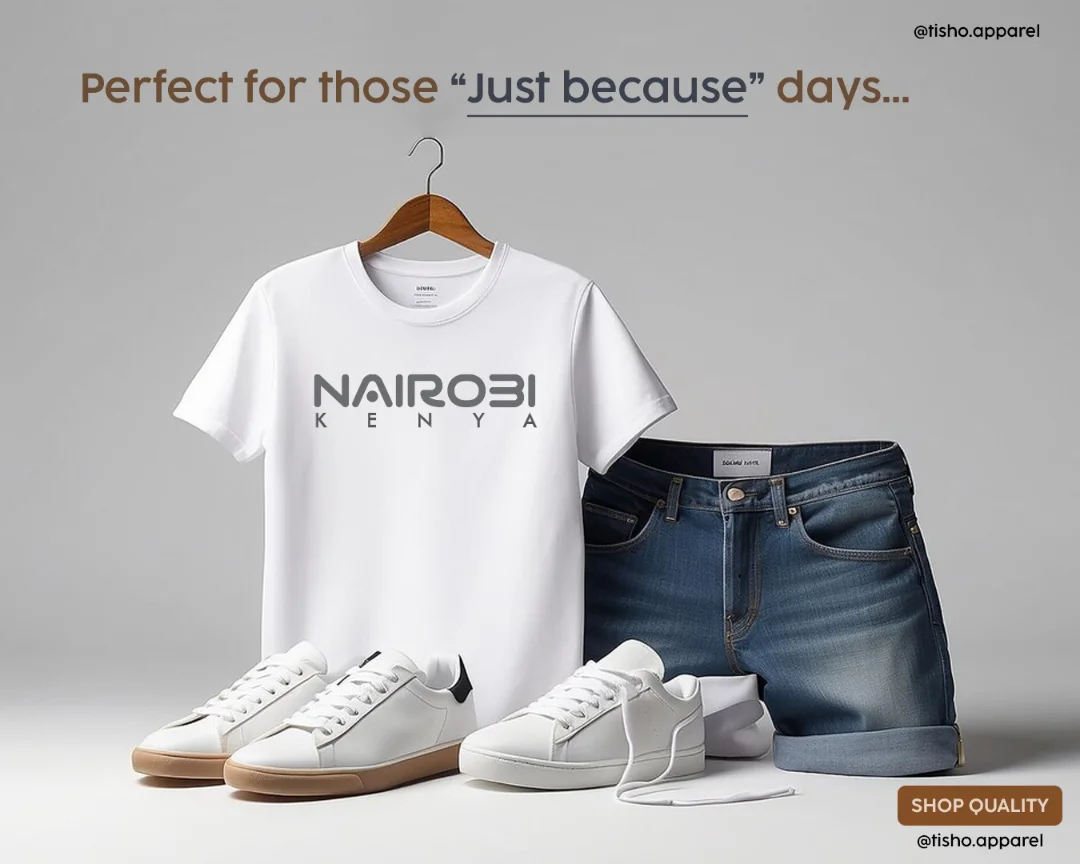 @tisho.apparel
Perfect for those “Just because” days...
NAIROBI
KENYA
SHOP QUALITY
@tisho.apparel